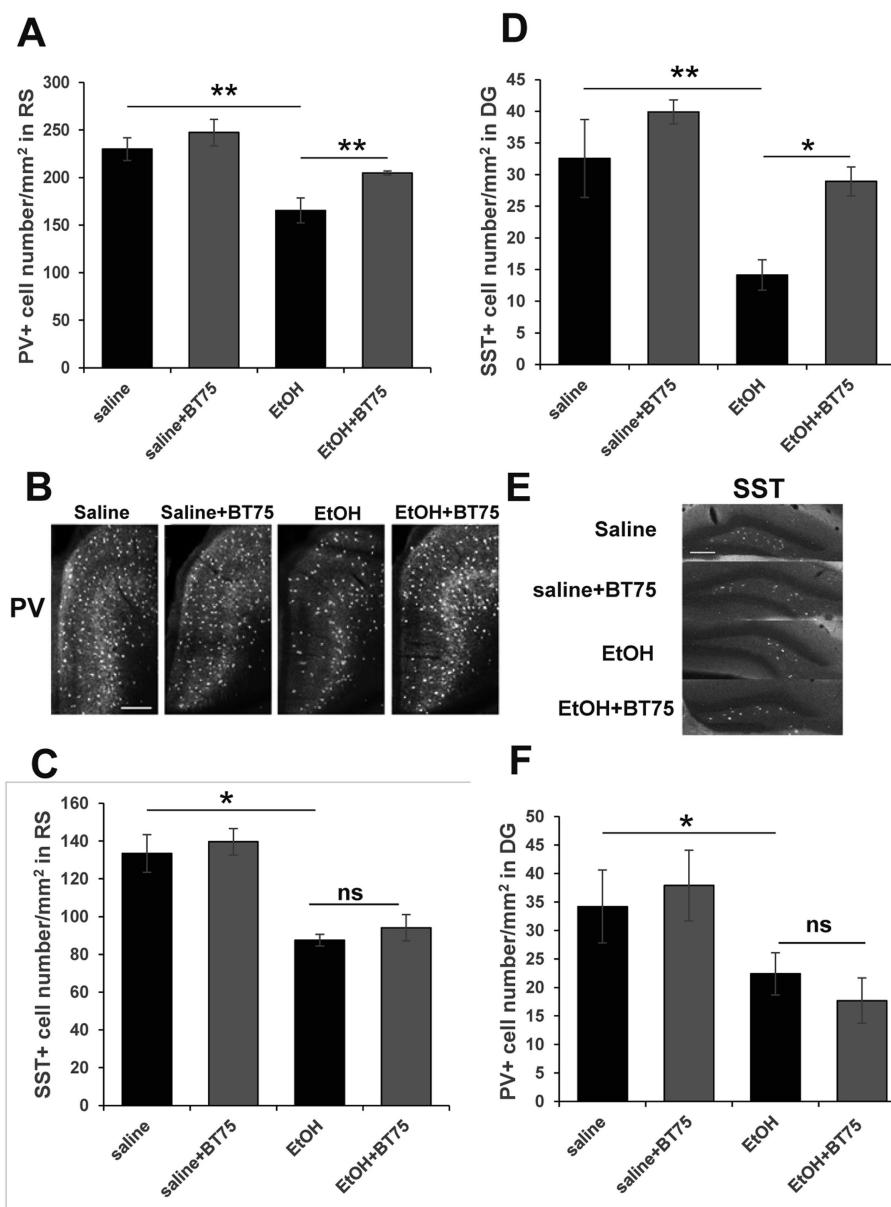 A
PV+ cell number/mm² in RS
300
250
200
150
100
50
0
**
**
saline
saline+BT75
EtOH
EtOH+BT75
B
Saline
Saline+BT75
EtOH
EtOH+BT75
PV
C
SST+ cell number/mm² in RS
160
140
120
100
80
60
40
20
0
*
ns
saline
saline+BT75
EtOH
EtOH+BT75
D
SST+ cell number/mm² in DG
45
40
35
30
25
20
15
10
5
0
**
*
saline
saline+BT75
EtOH
EtOH+BT75
E
SST
Saline
saline+BT75
EtOH
EtOH+BT75
F
PV+ cell number/mm² in DG
50
45
40
35
30
25
20
15
10
5
0
*
ns
saline
saline+BT75
EtOH
EtOH+BT75